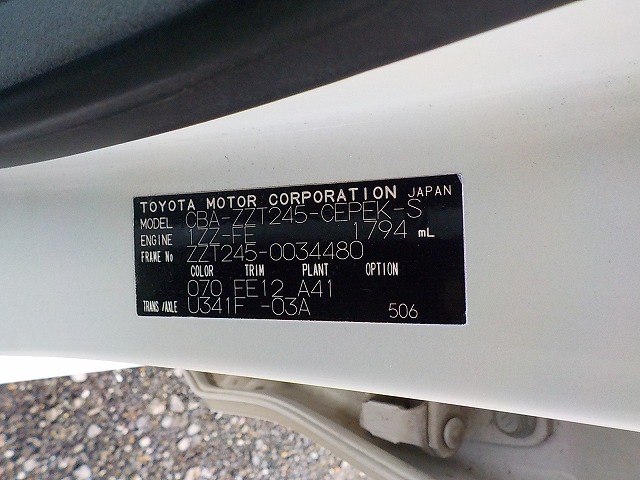 TOYOTA MOTOR CORPORATION JAPAN
MODEL CBA-ZZT245-CEPEK-S
ENGINE 1ZZ-FE 1794 mL
FRAME No ZZT245-0034480
COLOR TRIM PLANT OPTION
070 FE12 A41
TRANS/AXLE U341F -03A 506